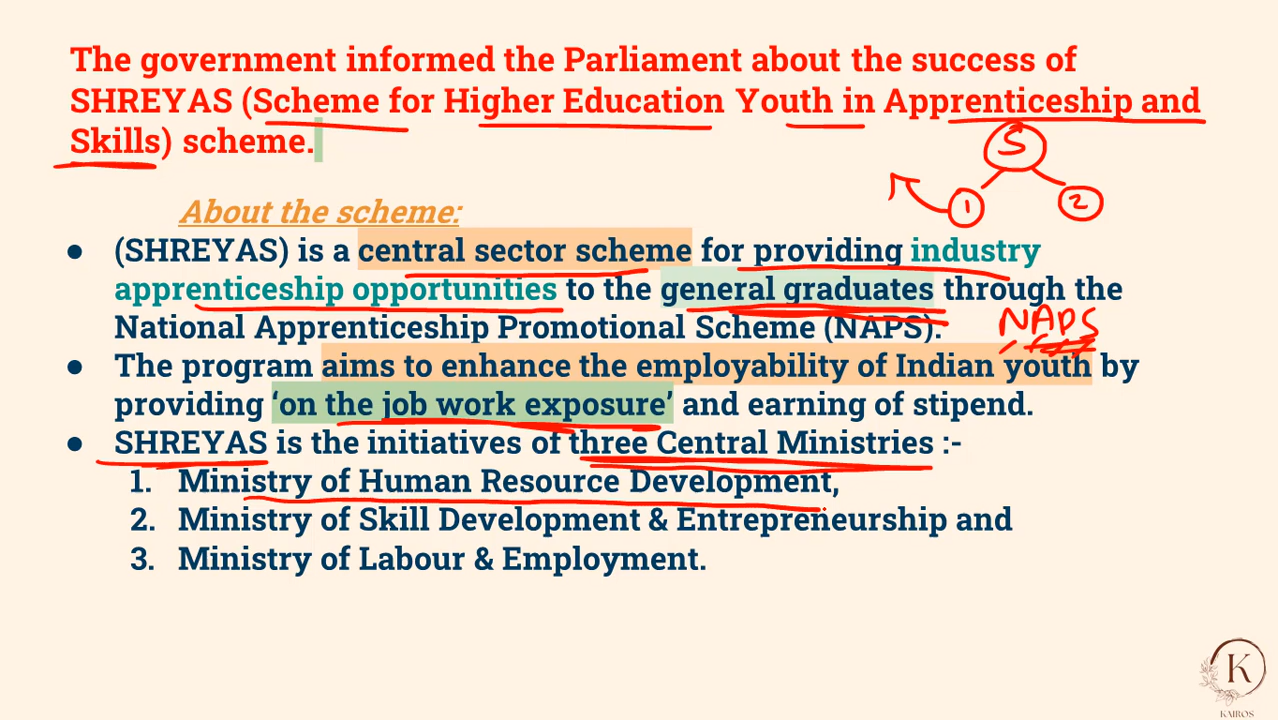 The government informed the Parliament about the success of
SHREYAS (Scheme for Higher Education Youth in Apprenticeship and
Skills) scheme.
S
1
2
About the scheme:
● (SHREYAS) is a central sector scheme for providing industry
apprenticeship opportunities to the general graduates through the
National Apprenticeship Promotional Scheme (NAPS).
NAPS
● The program aims to enhance the employability of Indian youth by
providing ‘on the job work exposure’ and earning of stipend.
● SHREYAS is the initiatives of three Central Ministries :-
1. Ministry of Human Resource Development,
2. Ministry of Skill Development & Entrepreneurship and
3. Ministry of Labour & Employment.
K
KAIROS